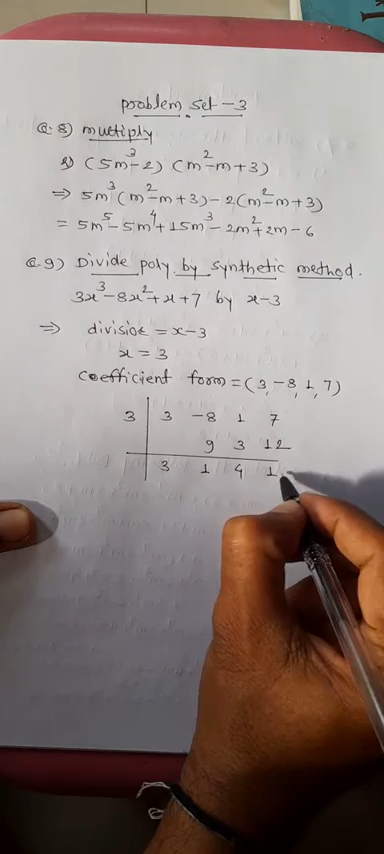 problem set - 3
Q.8) multiply
2) (5m³-2) (m²-m+3)
⇒ 5m³(m²-m+3)-2(m²-m+3)
= 5m⁵-5m⁴+15m³-2m²+2m-6
Q.9) Divide poly by synthetic method.
3x³-8x²+x+7 by x-3
⇒ division = x-3
x = 3
Coefficient form = (3,-8,1,7)
3 | 3 -8 1 7
9 3 12
3 1 4 1